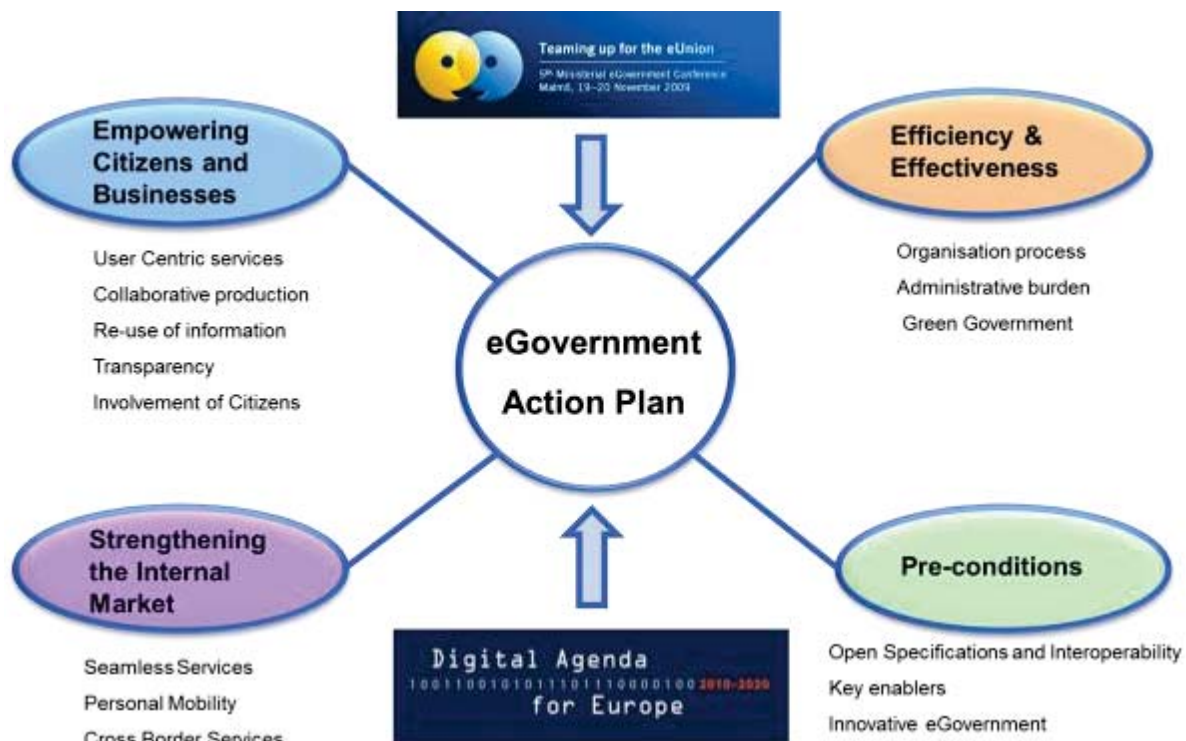 Teaming up for the eUnion
5th Ministerial eGovernment Conference
Malmö, 19–20 November 2009
Empowering
Citizens and
Businesses
User Centric services
Collaborative production
Re-use of information
Transparency
Involvement of Citizens
Efficiency &
Effectiveness
Organisation process
Administrative burden
Green Government
eGovernment
Action Plan
Strengthening
the Internal
Market
Seamless Services
Personal Mobility
Cross Border Services
Digital Agenda
2010-2020
for Europe
Pre-conditions
Open Specifications and Interoperability
Key enablers
Innovative eGovernment